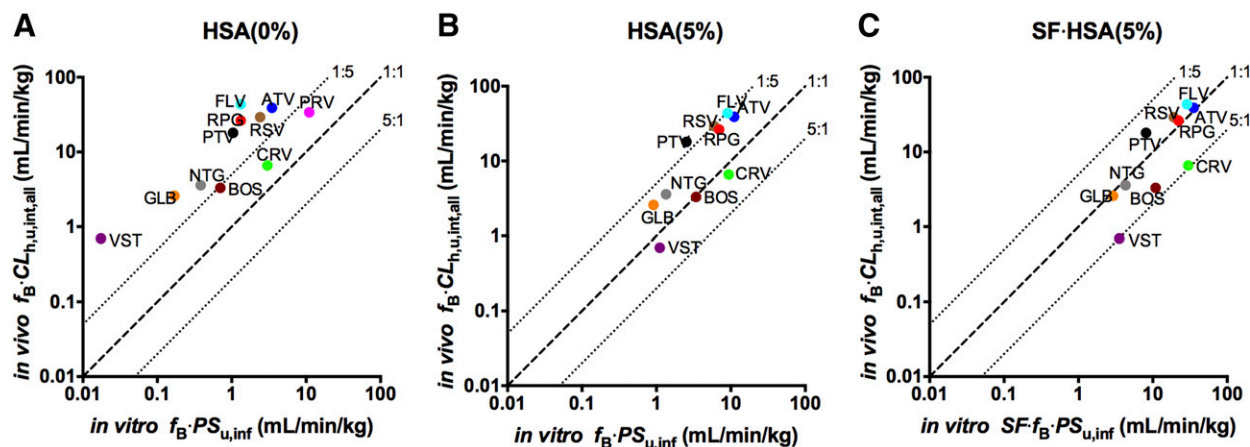 A
HSA(0%)
in vivo fB·CLh,u,int,all (mL/min/kg)
100
10
1
0.1
0.01
0.01
0.1
1
10
100
1:5
1:1
5:1
FLV
ATV
PRV
RPG
RSV
PTV
CRV
NTG
GLB
BOS
VST
in vitro fB·PSu,inf (mL/min/kg)
B
HSA(5%)
in vivo fB·CLh,u,int,all (mL/min/kg)
100
10
1
0.1
0.01
0.01
0.1
1
10
100
1:5
1:1
5:1
FLV
ATV
RSV
RPG
PTV
CRV
NTG
GLB
BOS
VST
in vitro fB·PSu,inf (mL/min/kg)
C
SF·HSA(5%)
in vivo fB·CLh,u,int,all (mL/min/kg)
100
10
1
0.1
0.01
0.01
0.1
1
10
100
1:5
1:1
5:1
FLV
RSV
ATV
RPG
PTV
CRV
NTG
GLB
BOS
VST
in vitro SF·fB·PSu,inf (mL/min/kg)